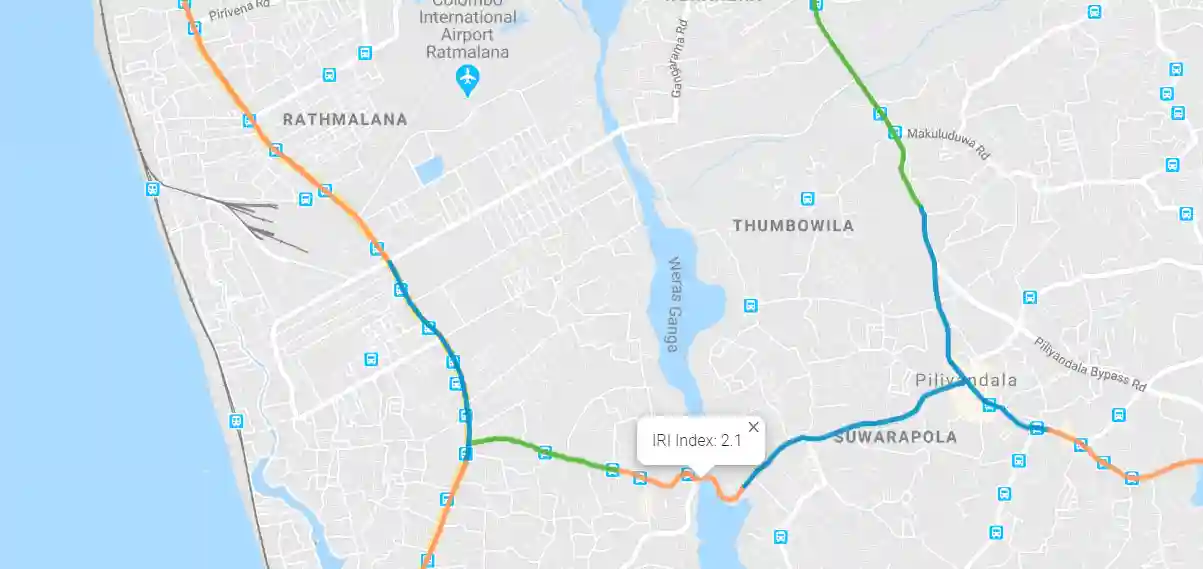 Pirivena Rd
Colombo
International
Airport
Ratmalana
Gangarama Rd
RATHMALANA
Makuluduwa Rd
THUMBOWILA
Weras Ganga
Piliyandala Bypass Rd
Piliyandala
IRI Index: 2.1
SUWARAPOLA